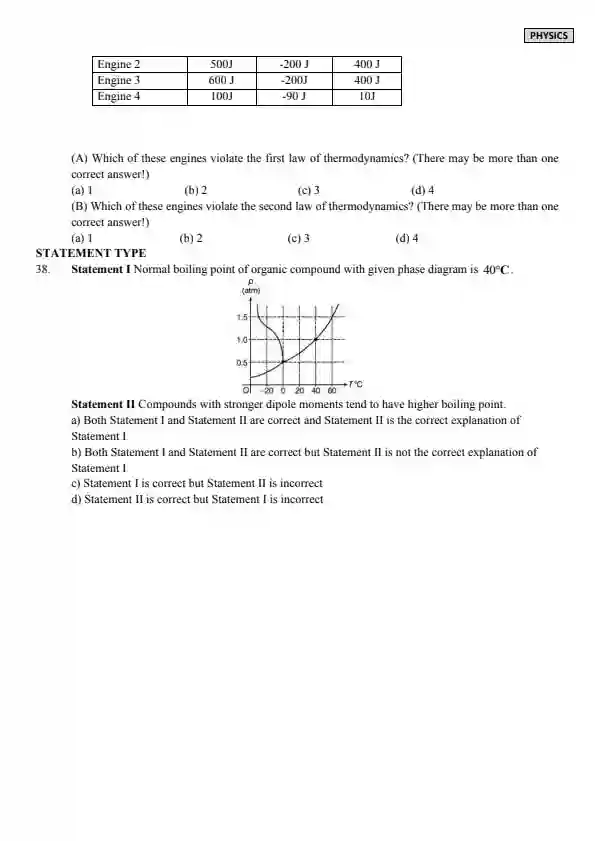 PHYSICS
Engine 2 500J -200 J 400 J
Engine 3 600 J -200J 400 J
Engine 4 100J -90 J 10J
(A) Which of these engines violate the first law of thermodynamics? (There may be more than one
correct answer!)
(a) 1 (b) 2 (c) 3 (d) 4
(B) Which of these engines violate the second law of thermodynamics? (There may be more than one
correct answer!)
(a) 1 (b) 2 (c) 3 (d) 4
STATEMENT TYPE
38. Statement I Normal boiling point of organic compound with given phase diagram is 40°C.
p
(atm)
1.5
1.0
0.5
O -20 0 20 40 60 T°C
Statement II Compounds with stronger dipole moments tend to have higher boiling point.
a) Both Statement I and Statement II are correct and Statement II is the correct explanation of
Statement I
b) Both Statement I and Statement II are correct but Statement II is not the correct explanation of
Statement I
c) Statement I is correct but Statement II is incorrect
d) Statement II is correct but Statement I is incorrect